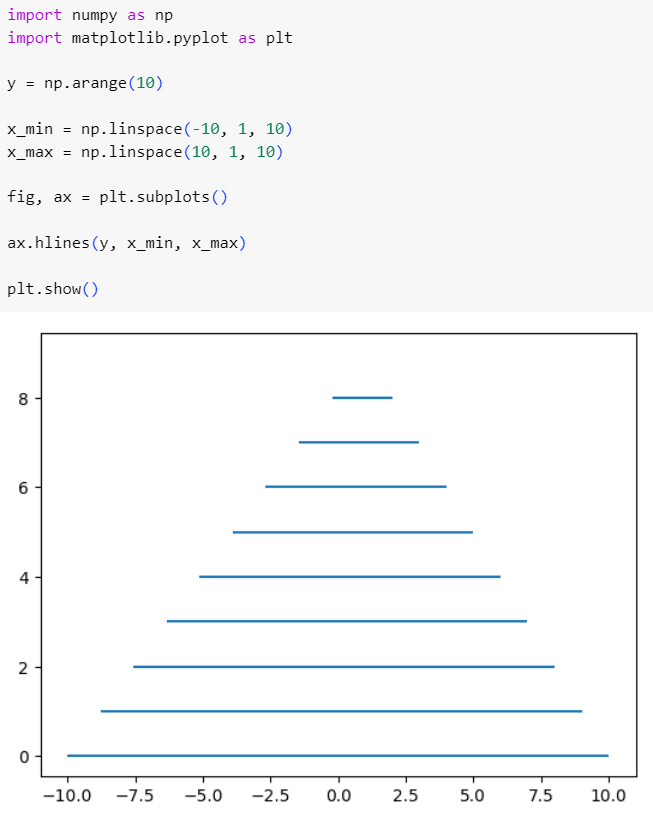 import numpy as np
import matplotlib.pyplot as plt
y = np.arange(10)
x_min = np.linspace(-10, 1, 10)
x_max = np.linspace(10, 1, 10)
fig, ax = plt.subplots()
ax.hlines(y, x_min, x_max)
plt.show()
8
6
4
2
0
−10.0 −7.5 −5.0 −2.5 0.0 2.5 5.0 7.5 10.0